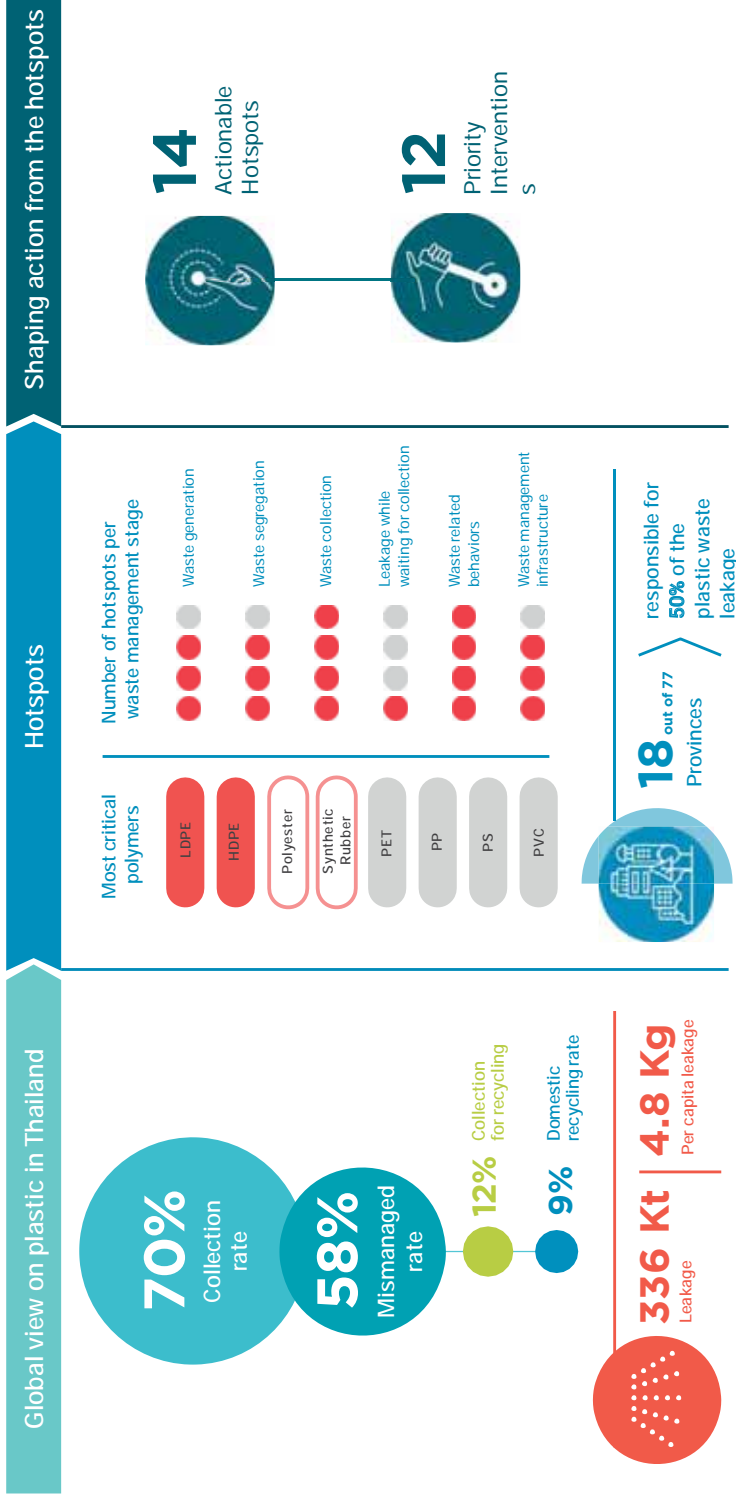 Global view on plastic in Thailand
70%
Collection
rate
58%
Mismanaged
rate
12%
Collection
for recycling
9%
Domestic
recycling rate
336 Kt
Leakage
4.8 Kg
Per capita leakage
Hotspots
Most critical
polymers
LDPE
HDPE
Polyester
Synthetic
Rubber
PET
PP
PS
PVC
Number of hotspots per
waste management stage
Waste generation
Waste segregation
Waste collection
Leakage while
waiting for collection
Waste related
behaviors
Waste management
infrastructure
18 out of 77
Provinces
responsible for
50% of the
plastic waste
leakage
Shaping action from the hotspots
14
Actionable
Hotspots
12
Priority
Intervention
s